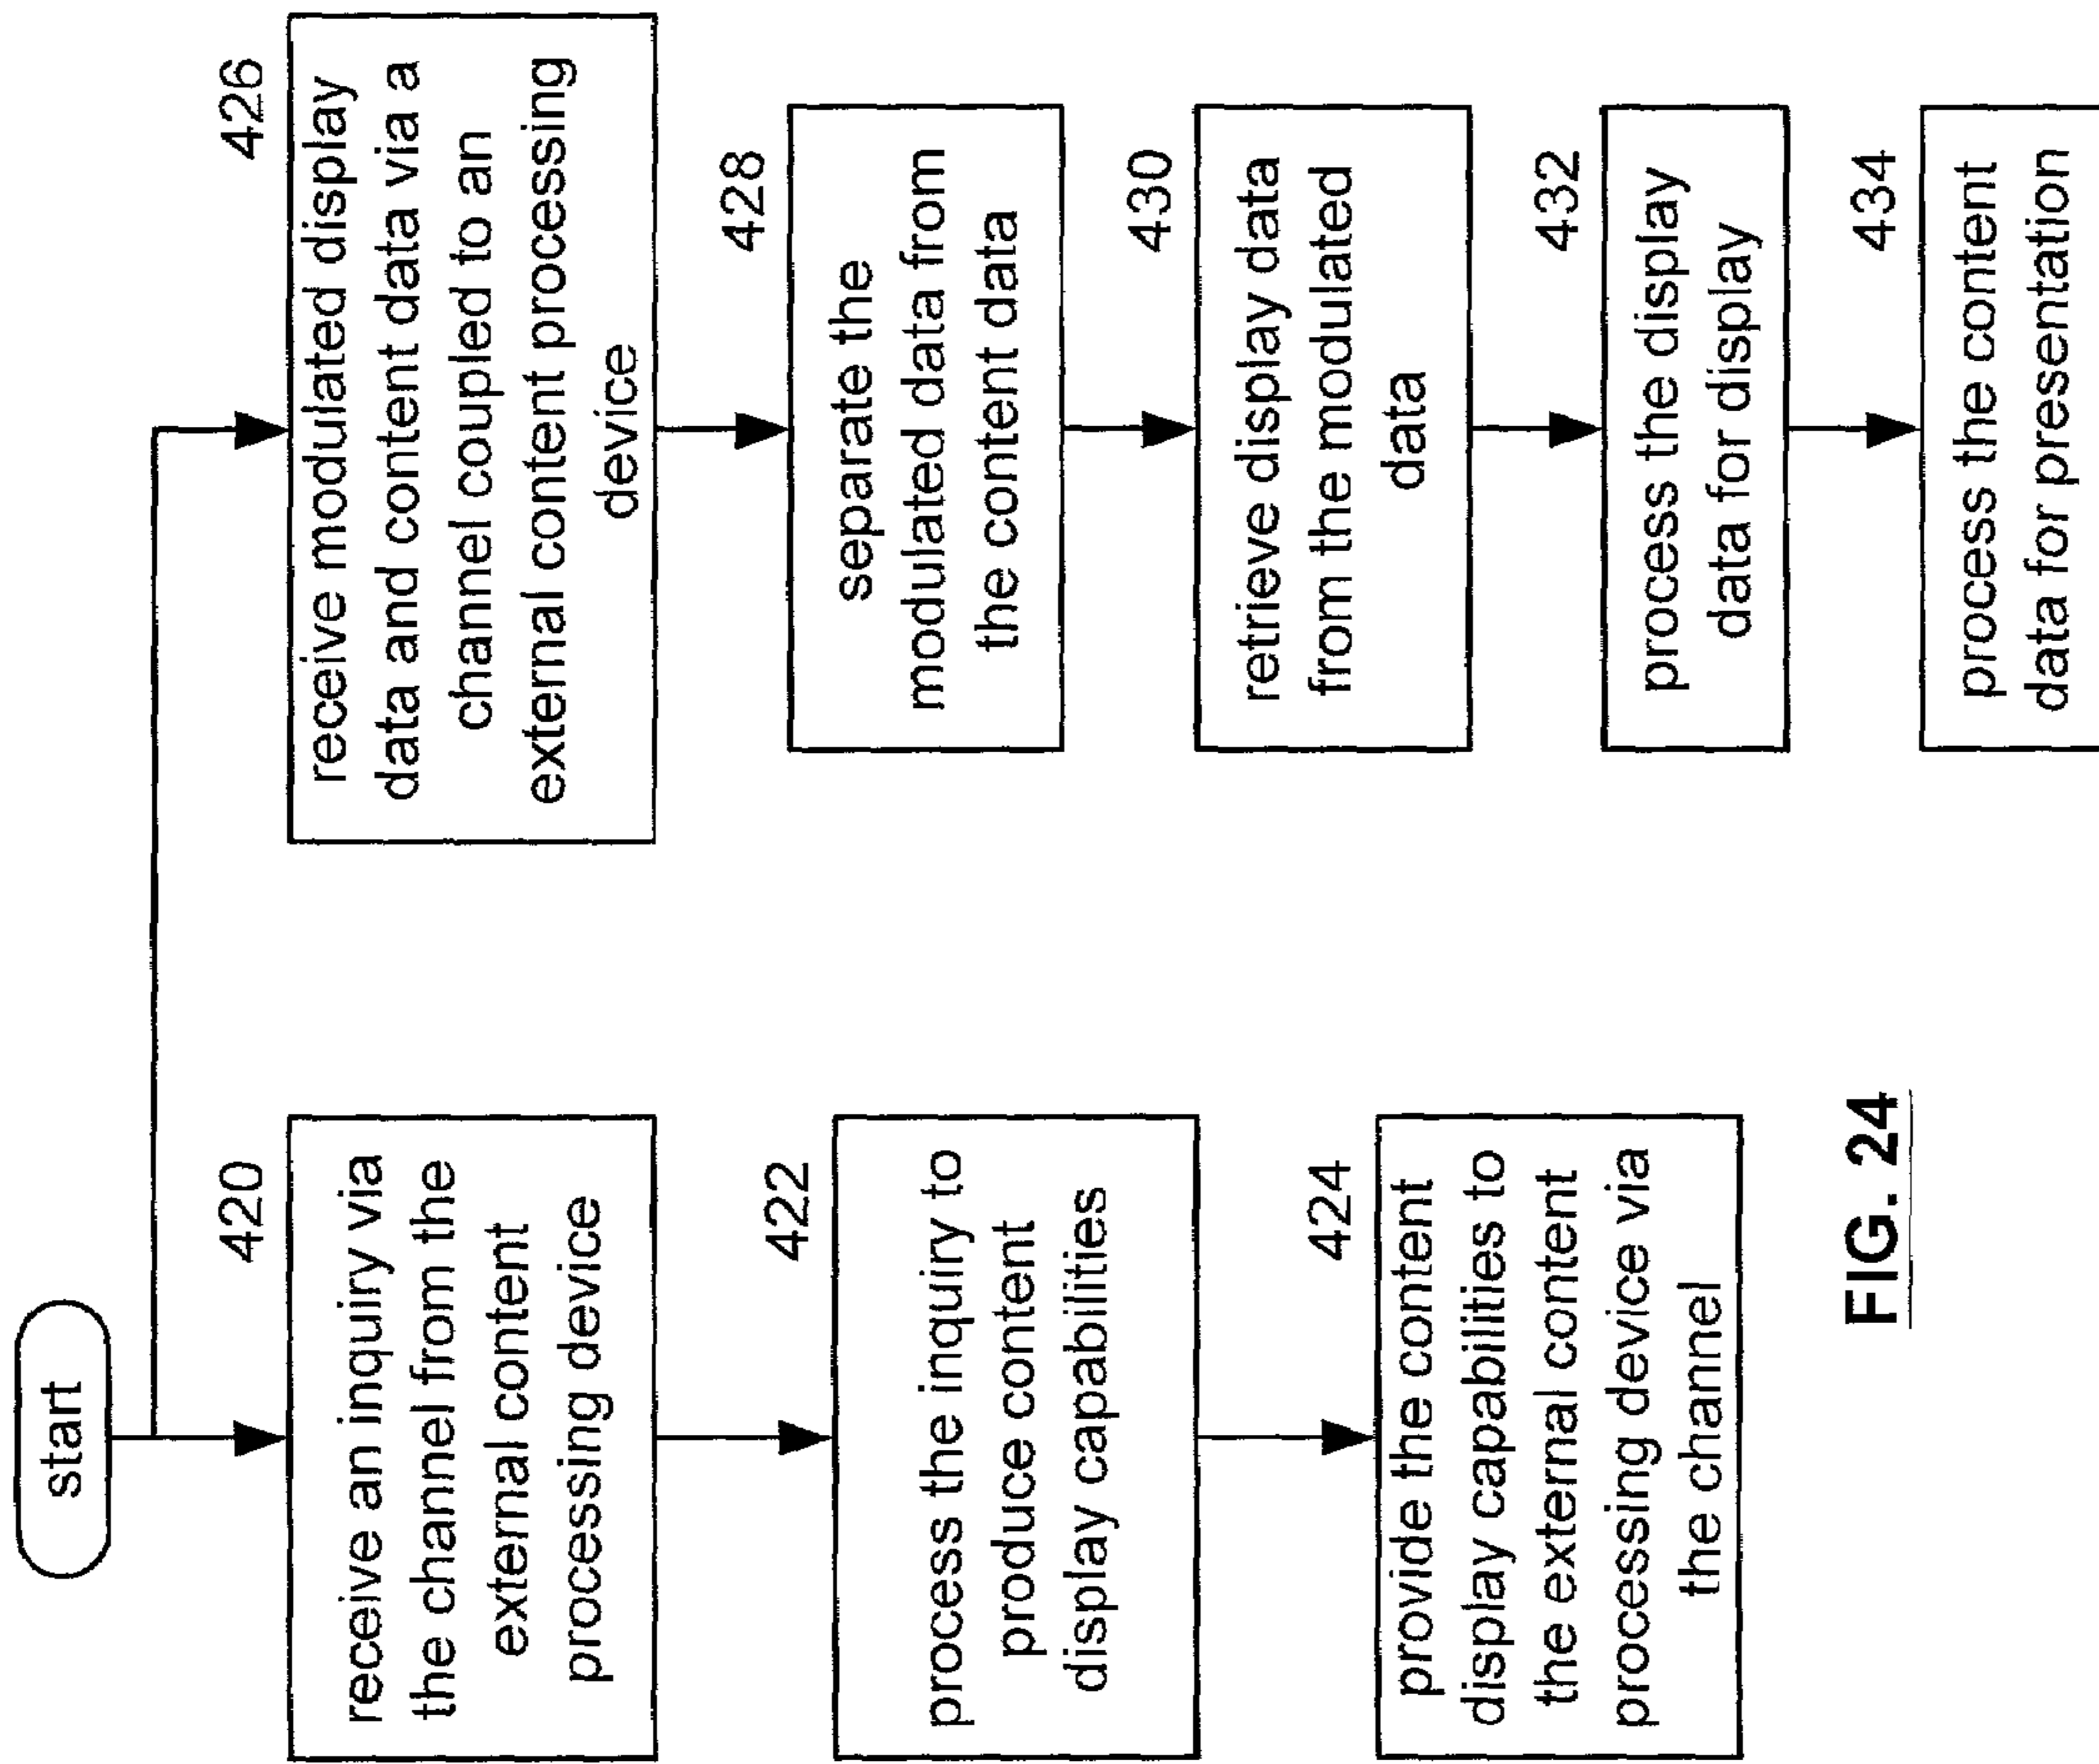 start
420
receive an inquiry via
the channel from the
external content
processing device
422
process the inquiry to
produce content
display capabilities
424
provide the content
display capabilities to
the external content
processing device via
the channel
426
receive modulated display
data and content data via a
channel coupled to an
external content processing
device
428
separate the
modulated data from
the content data
430
retrieve display data
from the modulated
data
432
process the display
data for display
434
process the content
data for presentation
FIG. 24